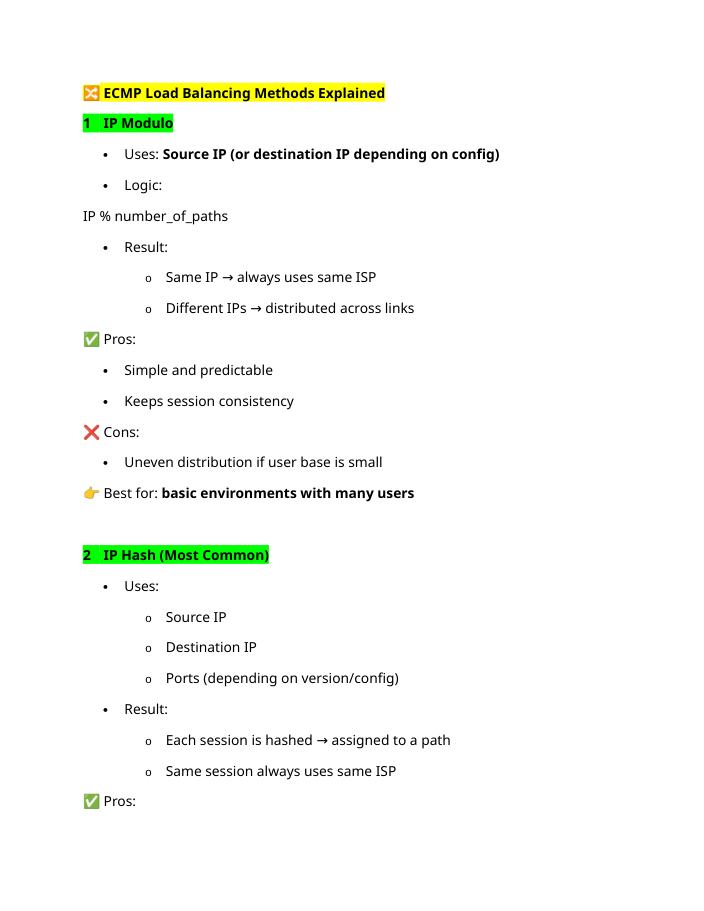 🔀 ECMP Load Balancing Methods Explained
1 IP Modulo
• Uses: Source IP (or destination IP depending on config)
• Logic:
IP % number_of_paths
• Result:
o Same IP → always uses same ISP
o Different IPs → distributed across links
✅ Pros:
• Simple and predictable
• Keeps session consistency
❌ Cons:
• Uneven distribution if user base is small
👉 Best for: basic environments with many users
2 IP Hash (Most Common)
• Uses:
o Source IP
o Destination IP
o Ports (depending on version/config)
• Result:
o Each session is hashed → assigned to a path
o Same session always uses same ISP
✅ Pros: